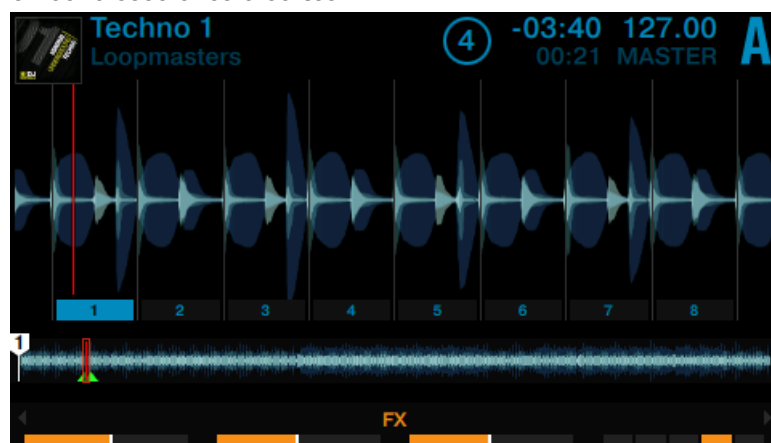 Techno 1
Loopmasters
4
-03:40 127.00
00:21 MASTER
A
1 2 3 4 5 6 7 8
1
FX